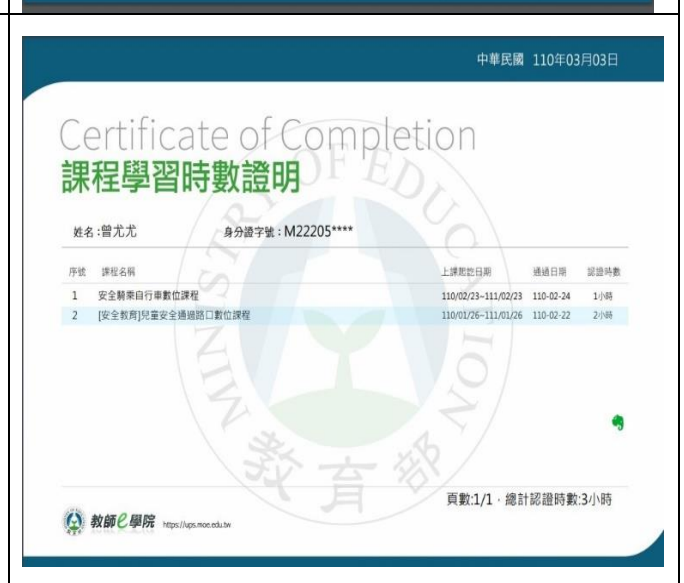 中華民國 110年03月03日
Certificate of Completion
課程學習時數證明
姓名:曾尤尤 身分證字號:M22205****
序號 課程名稱 上課起訖日期 通過日期 認證時數
1 安全騎乘自行車數位課程 110/02/23~111/02/23 110-02-24 1小時
2 [安全教育]兒童安全通過路口數位課程 110/01/26~111/01/26 110-02-22 2小時
MINISTRY OF EDUCATION
教育部
頁數:1/1,總計認證時數:3小時
教師e學院 https://ups.moe.edu.tw